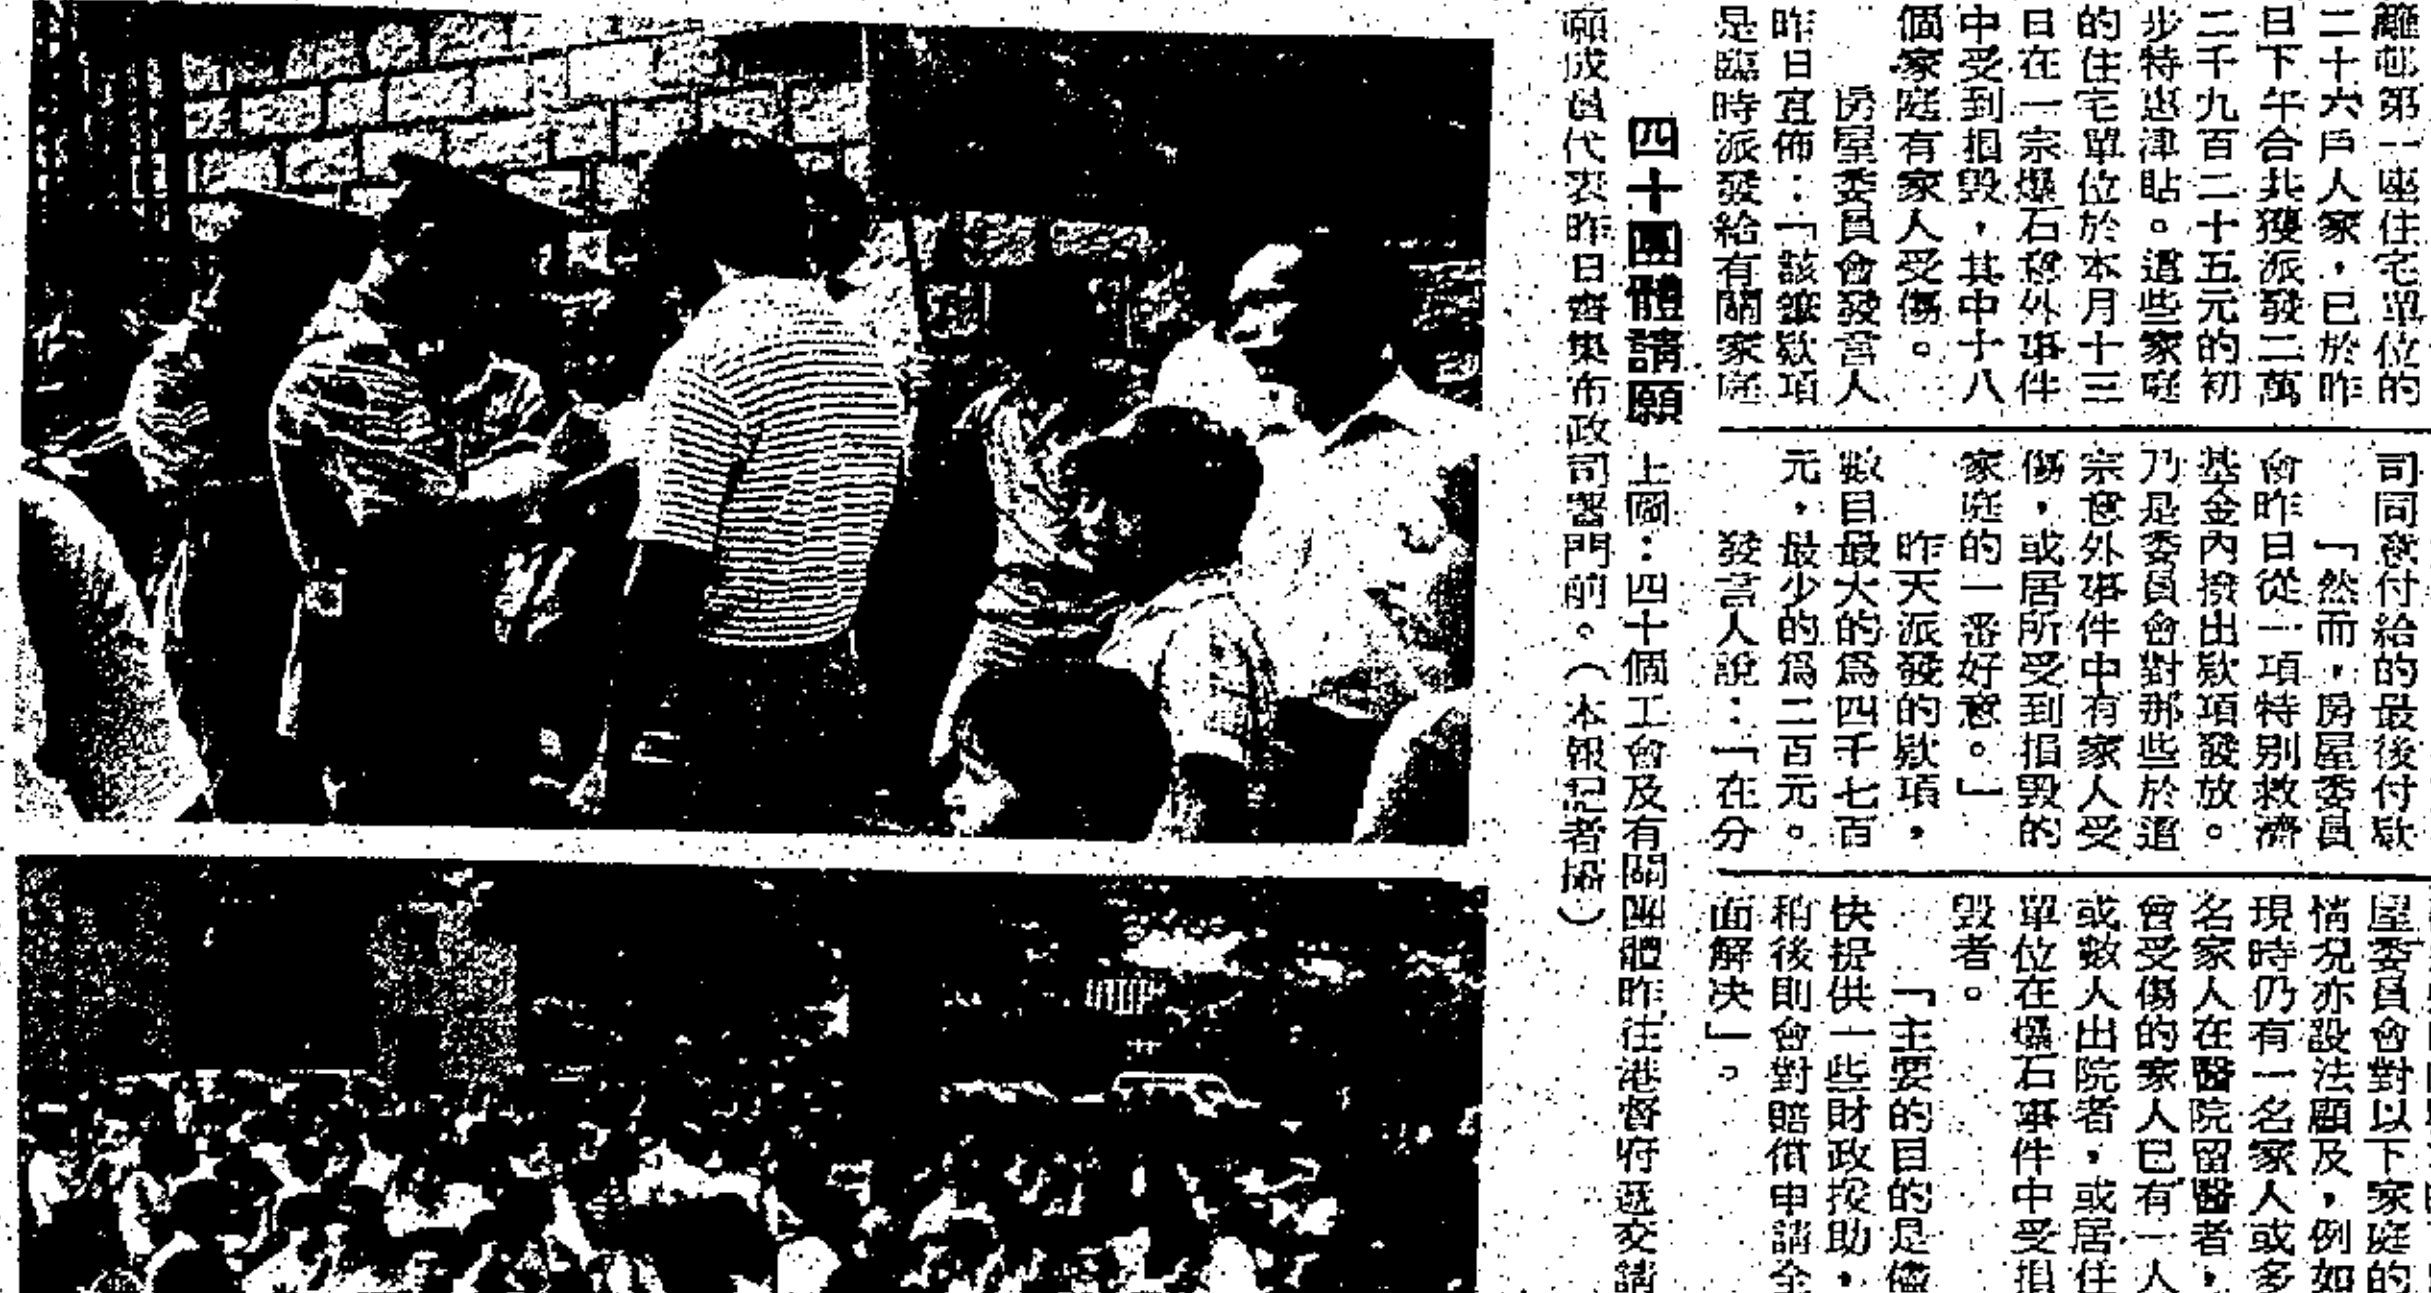 籬邨第一座住宅單位的
二十六戶人家，已於昨
日下午合共獲派發二萬
二千九百二十五元的初
步特惠津貼。這些家庭
的住宅單位於本月十三
日在一宗爆石意外事件
中受到損毀，其中十八
個家庭有家人受傷。
房屋委員會發言人
昨日宣佈：「該筆欵項
是臨時派發給有關家庭
司同意付給的最後付欵
「然而，房屋委員
會昨日從一項特別救濟
基金內撥出欵項發放。
乃是委員會對那些於這
宗意外事件中有家人受
傷，或居所受到損毀的
家庭的一番好意。」
昨天派發的欵項，
數目最大的為四千七百
元，最少的為二百元。
發言人說：「在分
屋委員會對以下家庭的
情況亦設法顧及，例如
現時仍有一名家人或多
名家人在醫院留醫者，
會受傷的家人已有一人
或數人出院者，或居住
單位在爆石事件中受損
毀者。
「主要的目的是儘
快提供一些財政援助，
稍後則會對賠償申請全
面解决」。
四十團體請願
上圖：四十個工會及有關團體昨往港督府遞交請
願成員代表昨日齊集布政司署門前。（本報記者攝）